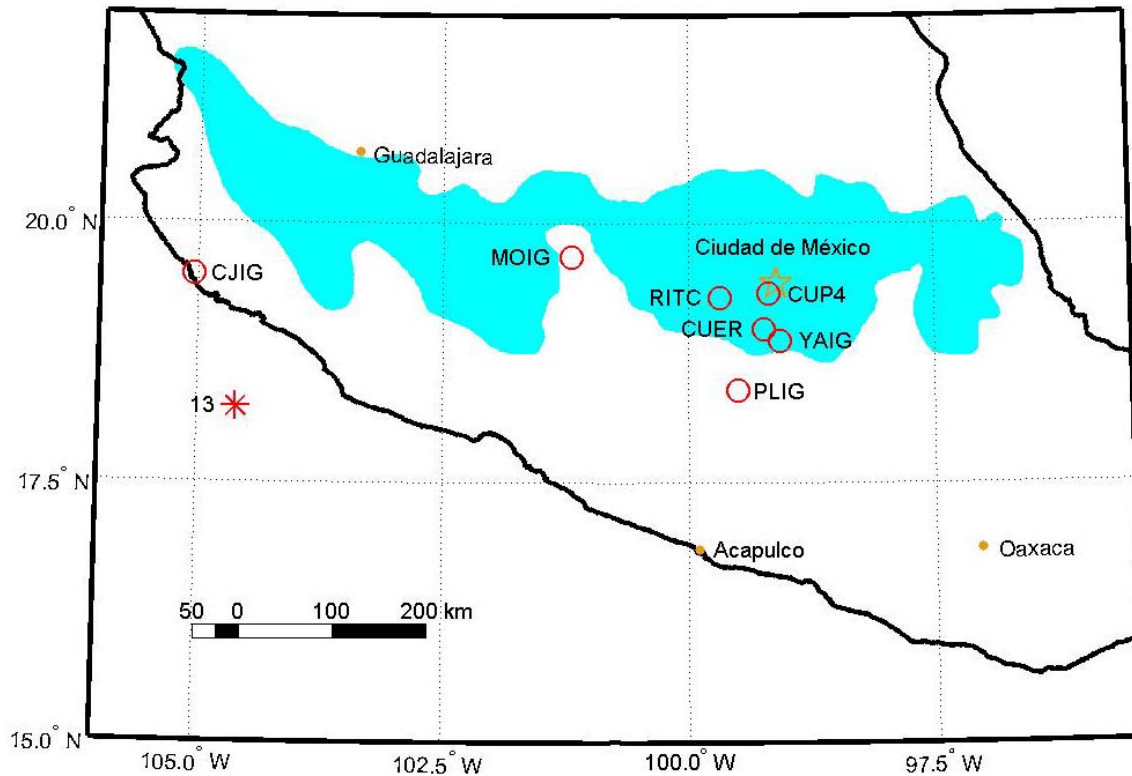 Guadalajara
20.0° N
Ciudad de México
MOIG
CJIG
RITC
CUP4
CUER
YAIG
PLIG
13
17.5° N
Acapulco
Oaxaca
50 0 100 200 km
15.0° N
105.0° W
102.5° W
100.0° W
97.5° W